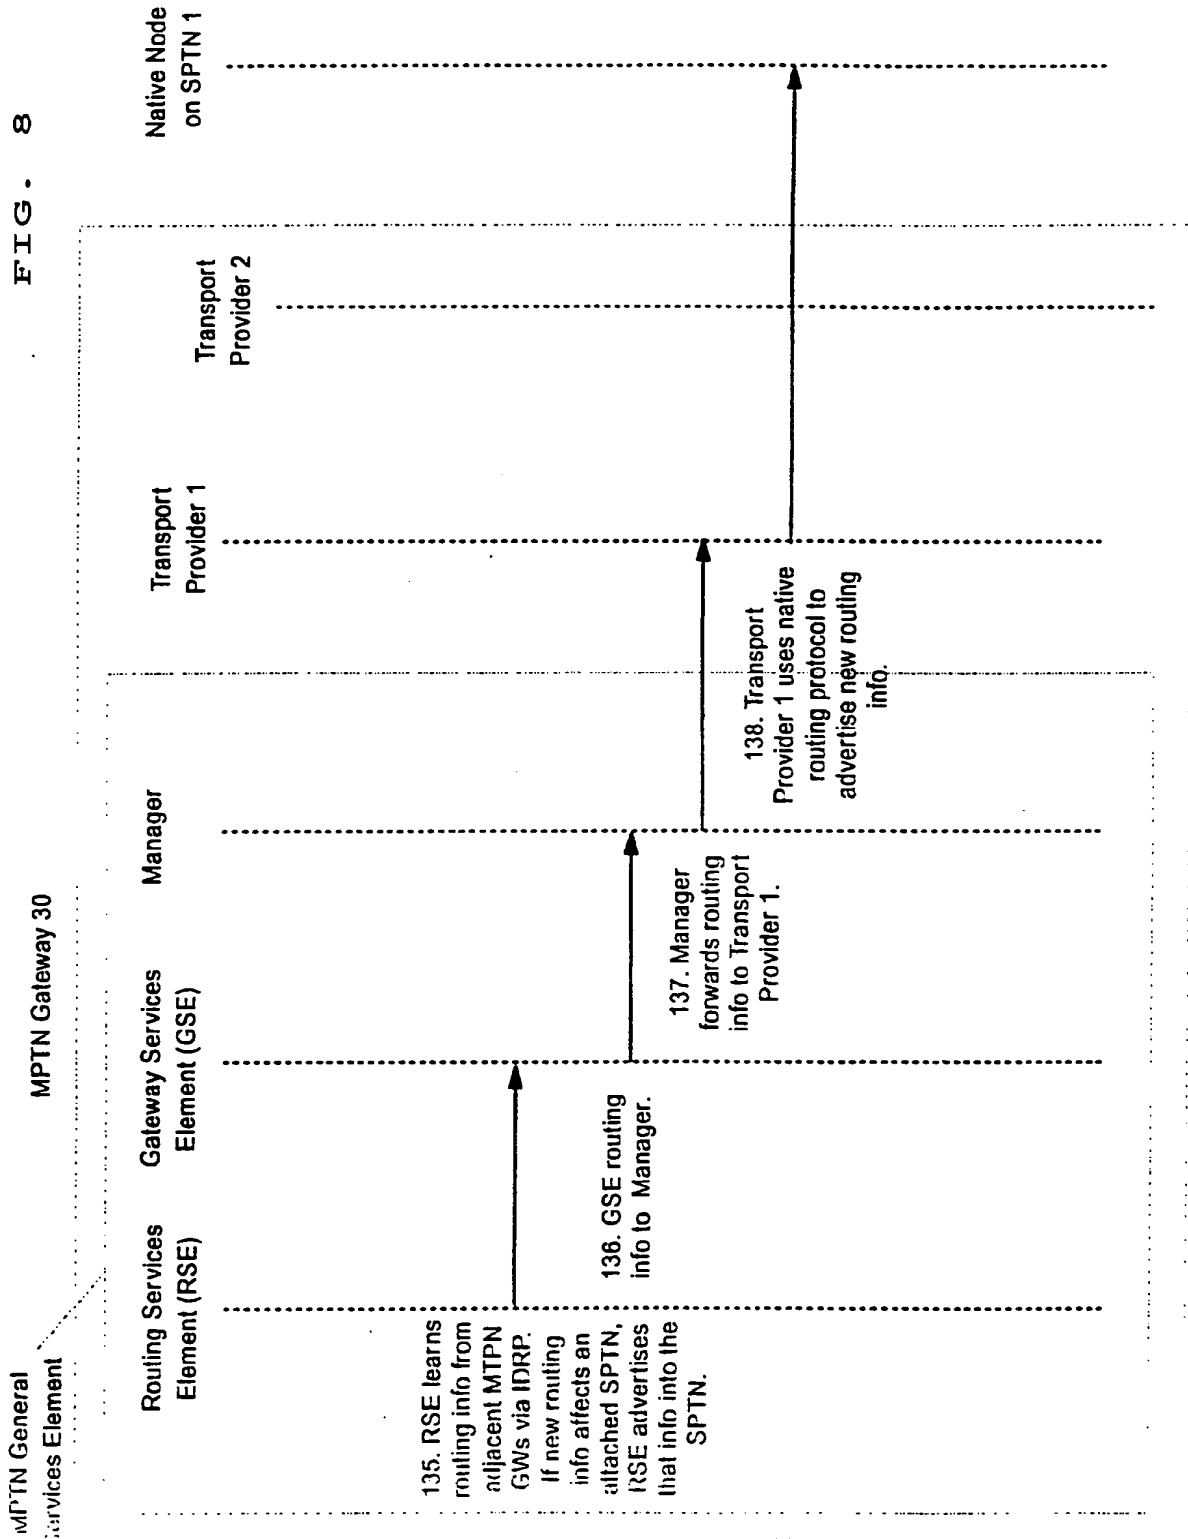 FIG. 8
MPTN General
Services Element
MPTN Gateway 30
Routing Services
Element (RSE)
Gateway Services
Element (GSE)
Manager
Transport
Provider 1
Transport
Provider 2
Native Node
on SPTN 1
135. RSE learns
routing info from
adjacent MTPN
GWs via IDRP.
If new routing
info affects an
attached SPTN,
RSE advertises
that info into the
SPTN.
136. GSE routing
info to Manager.
137. Manager
forwards routing
info to Transport
Provider 1.
138. Transport
Provider 1 uses native
routing protocol to
advertise new routing
info.